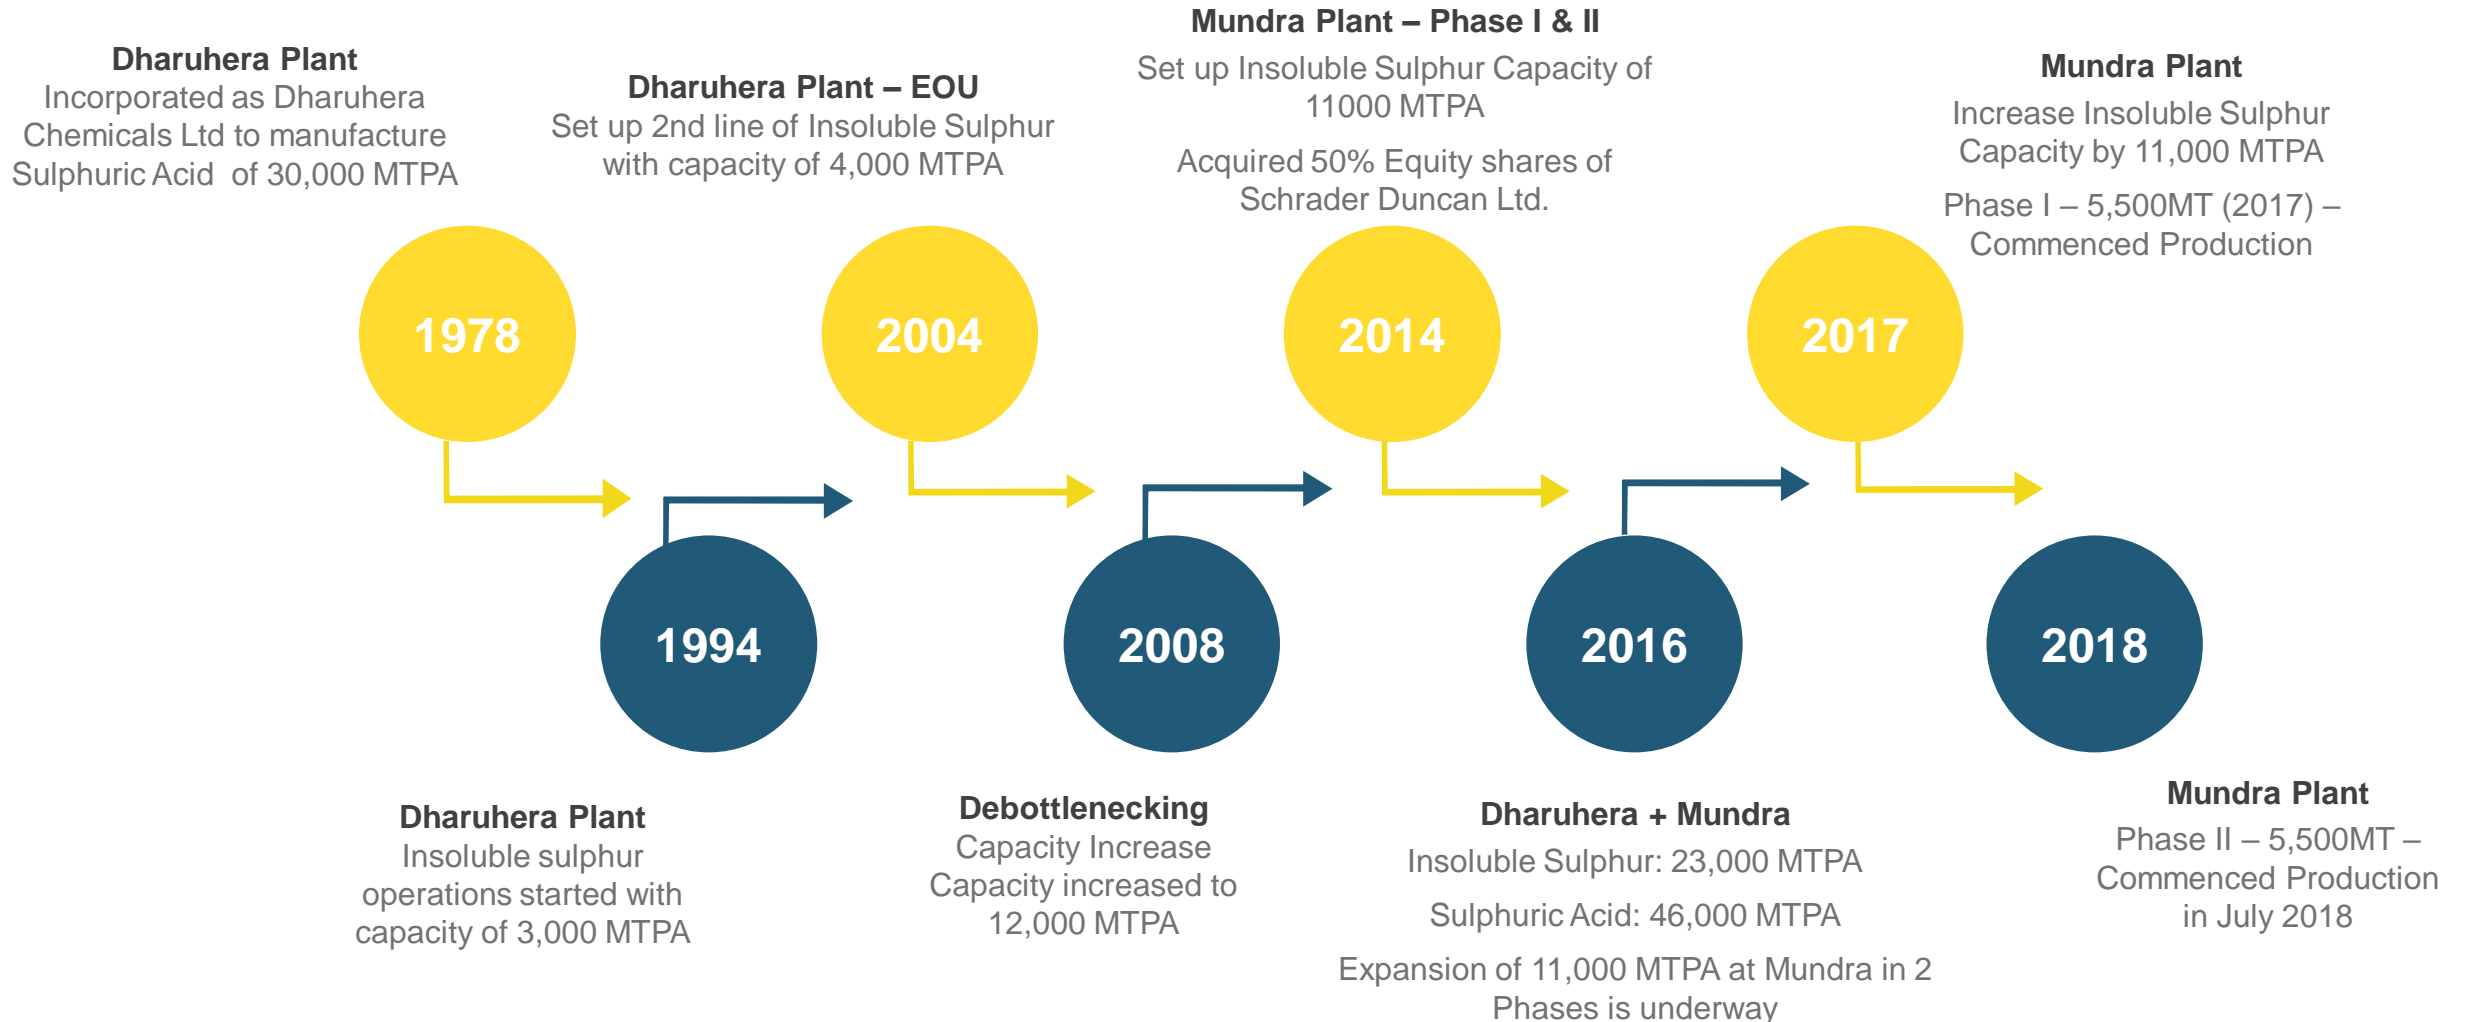 Dharuhera Plant
Incorporated as Dharuhera
Chemicals Ltd to manufacture
Sulphuric Acid  of 30,000 MTPA
1978
Dharuhera Plant
Insoluble sulphur
operations started with
capacity of 3,000 MTPA
1994
Dharuhera Plant – EOU
Set up 2nd line of Insoluble Sulphur
with capacity of 4,000 MTPA
2004
Debottlenecking
Capacity Increase
Capacity increased to
12,000 MTPA
2008
Mundra Plant – Phase I & II
Set up Insoluble Sulphur Capacity of
11000 MTPA
Acquired 50% Equity shares of
Schrader Duncan Ltd.
2014
Dharuhera + Mundra
Insoluble Sulphur: 23,000 MTPA
Sulphuric Acid: 46,000 MTPA
Expansion of 11,000 MTPA at Mundra in 2
Phases is underway
2016
Mundra Plant
Increase Insoluble Sulphur
Capacity by 11,000 MTPA
Phase I – 5,500MT (2017) –
Commenced Production
2017
Mundra Plant
Phase II – 5,500MT –
Commenced Production
in July 2018
2018